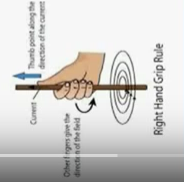 Thumb point along the
direction of the current
Current
Other fingers give the
direction of the field
Right Hand Grip Rule